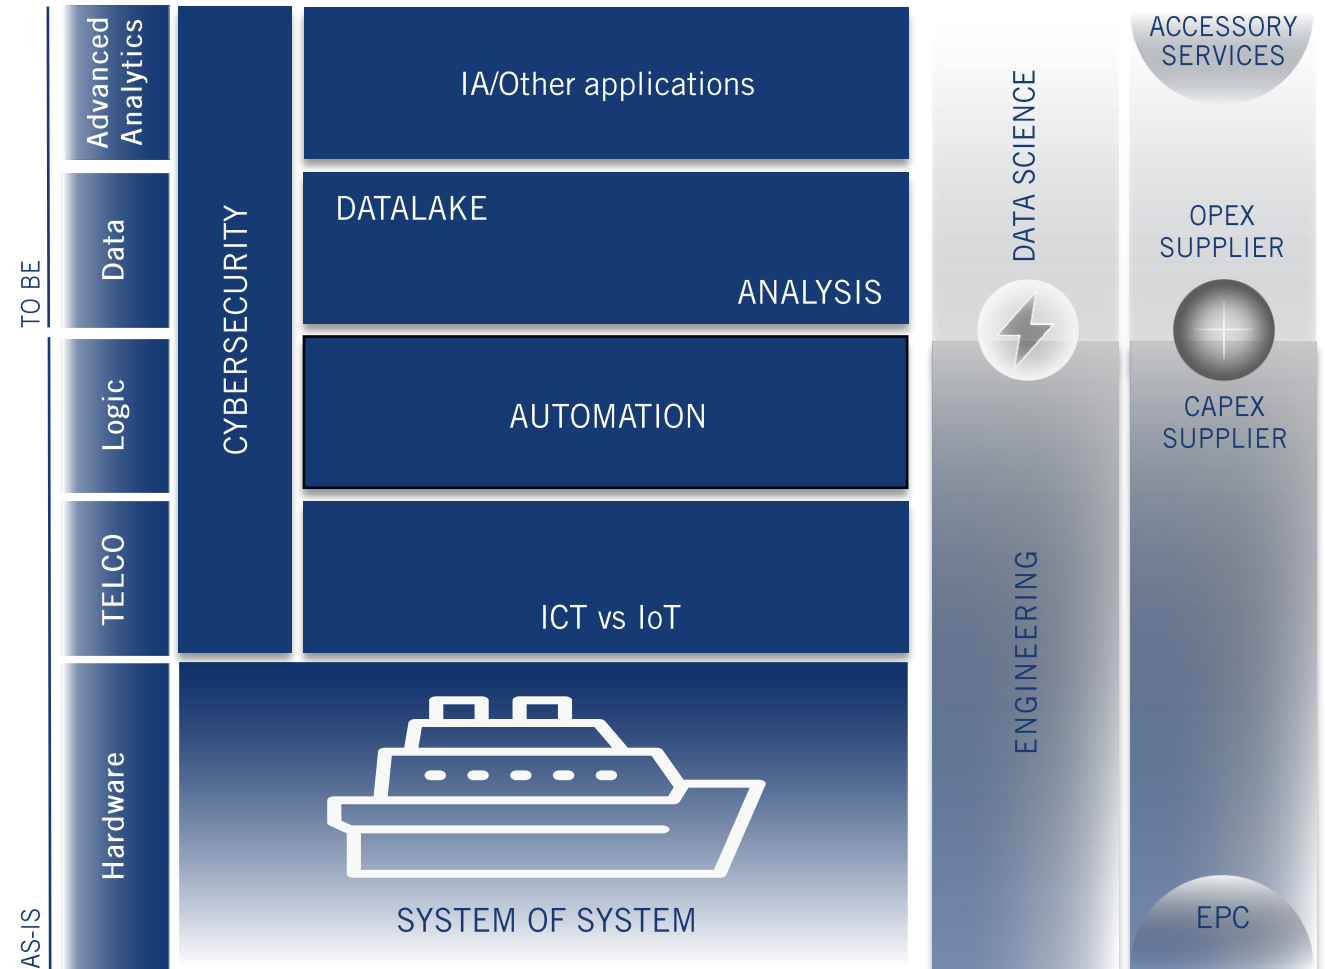 TO BE
AS-IS
Advanced
Analytics
Data
Logic
TELCO
Hardware
CYBERSECURITY
IA/Other applications
DATALAKE
ANALYSIS
AUTOMATION
ICT vs IoT
SYSTEM OF SYSTEM
DATA SCIENCE
ENGINEERING
ACCESSORY
SERVICES
OPEX
SUPPLIER
CAPEX
SUPPLIER
EPC